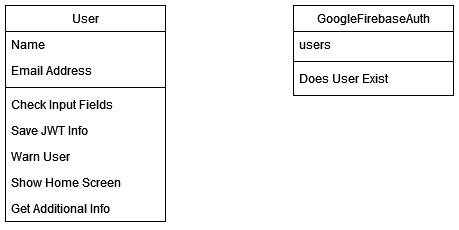 User
Name
Email Address
Check Input Fields
Save JWT Info
Warn User
Show Home Screen
Get Additional Info
GoogleFirebaseAuth
users
Does User Exist